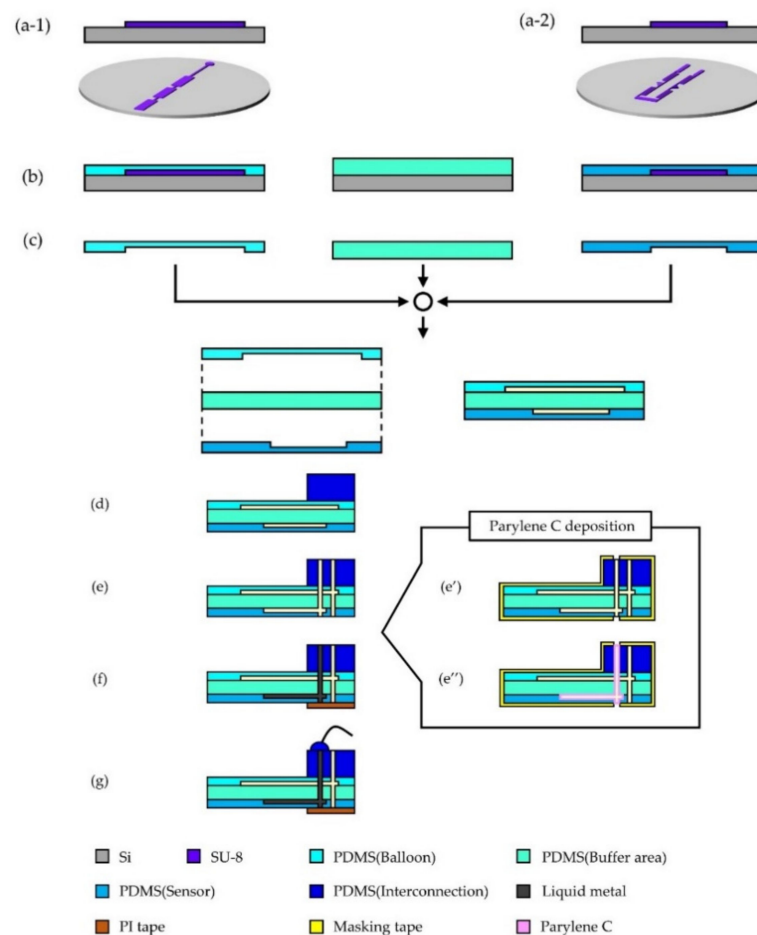 (a-1) (a-2)
(b)
(c)
(d)
Parylene C deposition
(e) (e')
(f) (e'')
(g)
Si SU-8 PDMS(Balloon) PDMS(Buffer area)
PDMS(Sensor) PDMS(Interconnection) Liquid metal
PI tape Masking tape Parylene C